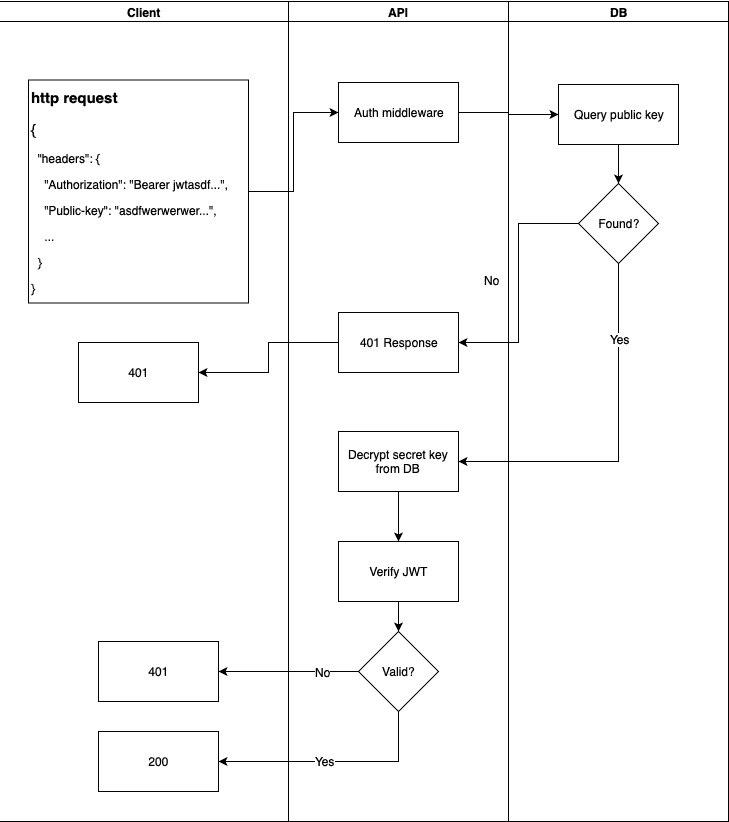 Client
API
DB
http request
{
"headers": {
"Authorization": "Bearer jwtasdf...",
"Public-key": "asdfwerwerwer...",
...
}
}
Auth middleware
Query public key
Found?
No
Yes
401 Response
401
Decrypt secret key
from DB
Verify JWT
Valid?
No
401
Yes
200